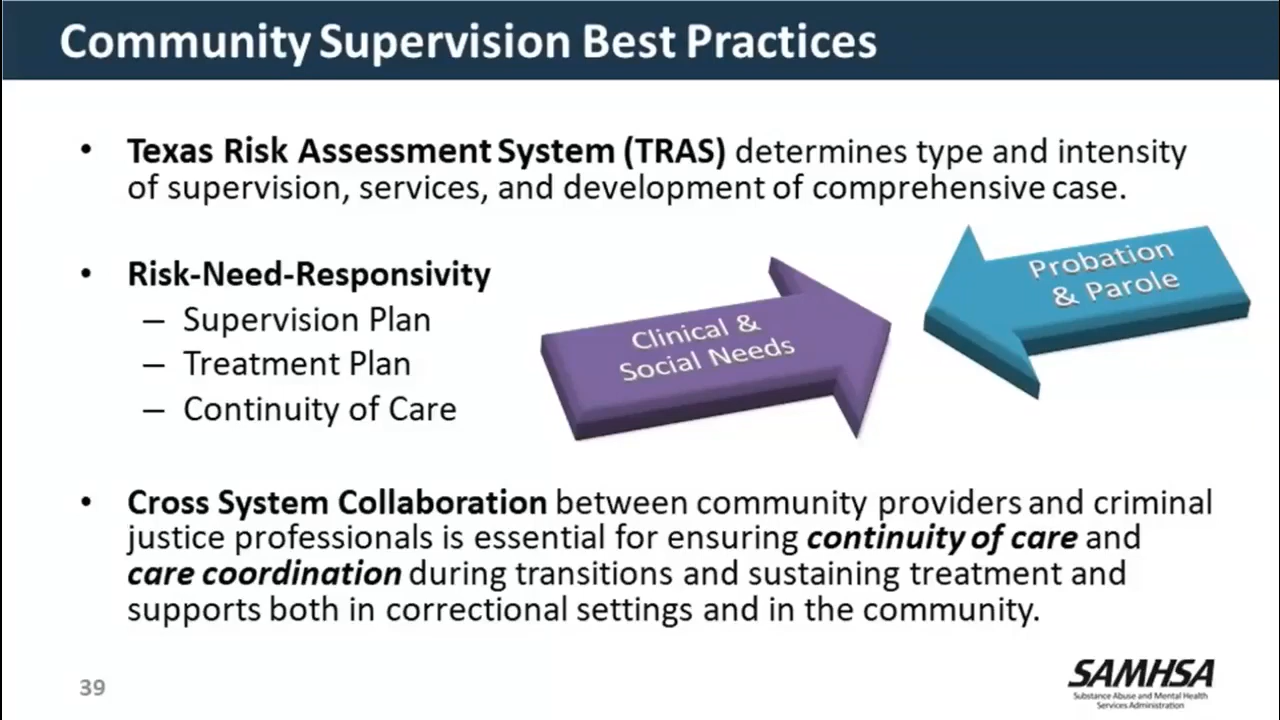 Community Supervision Best Practices
• Texas Risk Assessment System (TRAS) determines type and intensity
of supervision, services, and development of comprehensive case.
• Risk-Need-Responsivity
– Supervision Plan
– Treatment Plan
– Continuity of Care
Clinical &
Social Needs
Probation
& Parole
• Cross System Collaboration between community providers and criminal
justice professionals is essential for ensuring continuity of care and
care coordination during transitions and sustaining treatment and
supports both in correctional settings and in the community.
39
SAMHSA
Substance Abuse and Mental Health
Services Administration